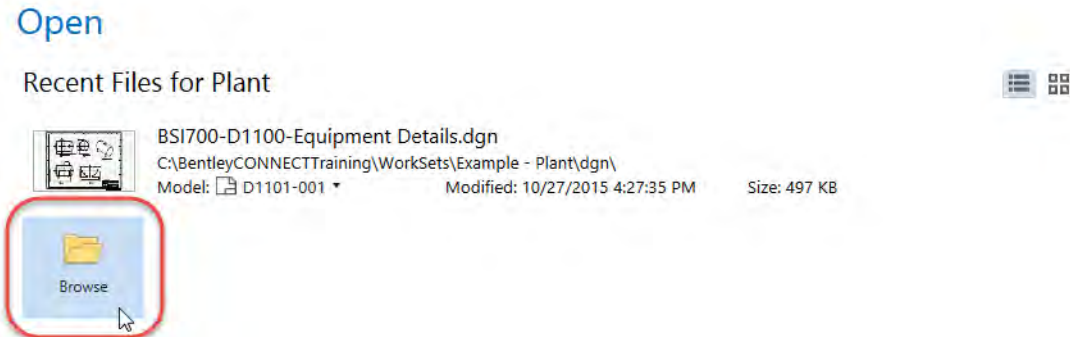 Open
Recent Files for Plant
BSI700-D1100-Equipment Details.dgn
C:\BentleyCONNECTTraining\WorkSets\Example - Plant\dgn\
Model: D1101-001 Modified: 10/27/2015 4:27:35 PM Size: 497 KB
Browse